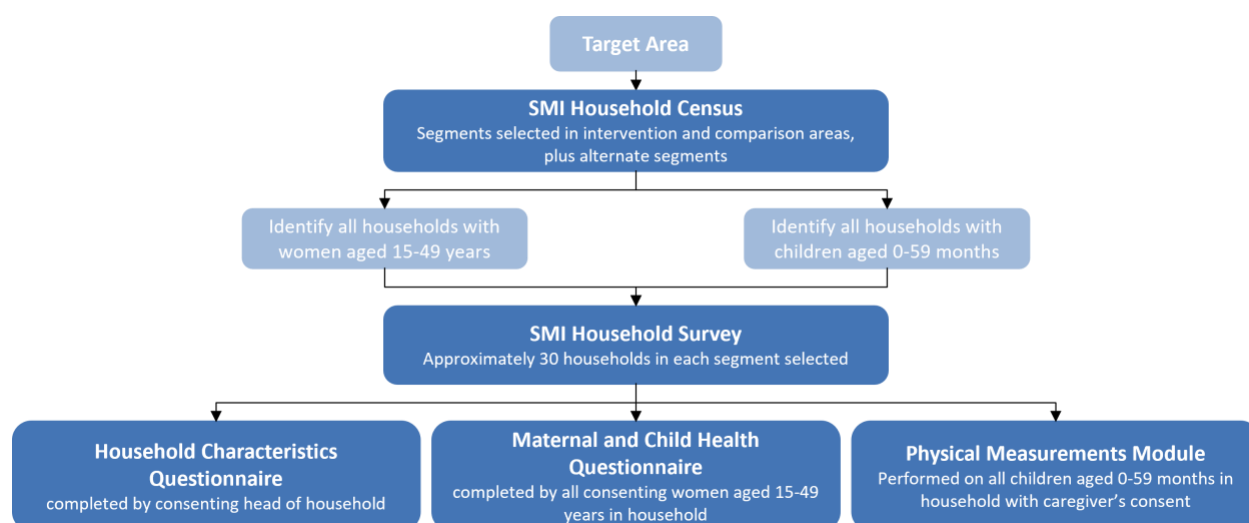 Target Area
SMI Household Census
Segments selected in intervention and comparison areas,
plus alternate segments
Identify all households with
women aged 15-49 years
Identify all households with
children aged 0-59 months
SMI Household Survey
Approximately 30 households in each segment selected
Household Characteristics
Questionnaire
completed by consenting head of household
Maternal and Child Health
Questionnaire
completed by all consenting women aged 15-49
years in household
Physical Measurements Module
Performed on all children aged 0-59 months in
household with caregiver's consent